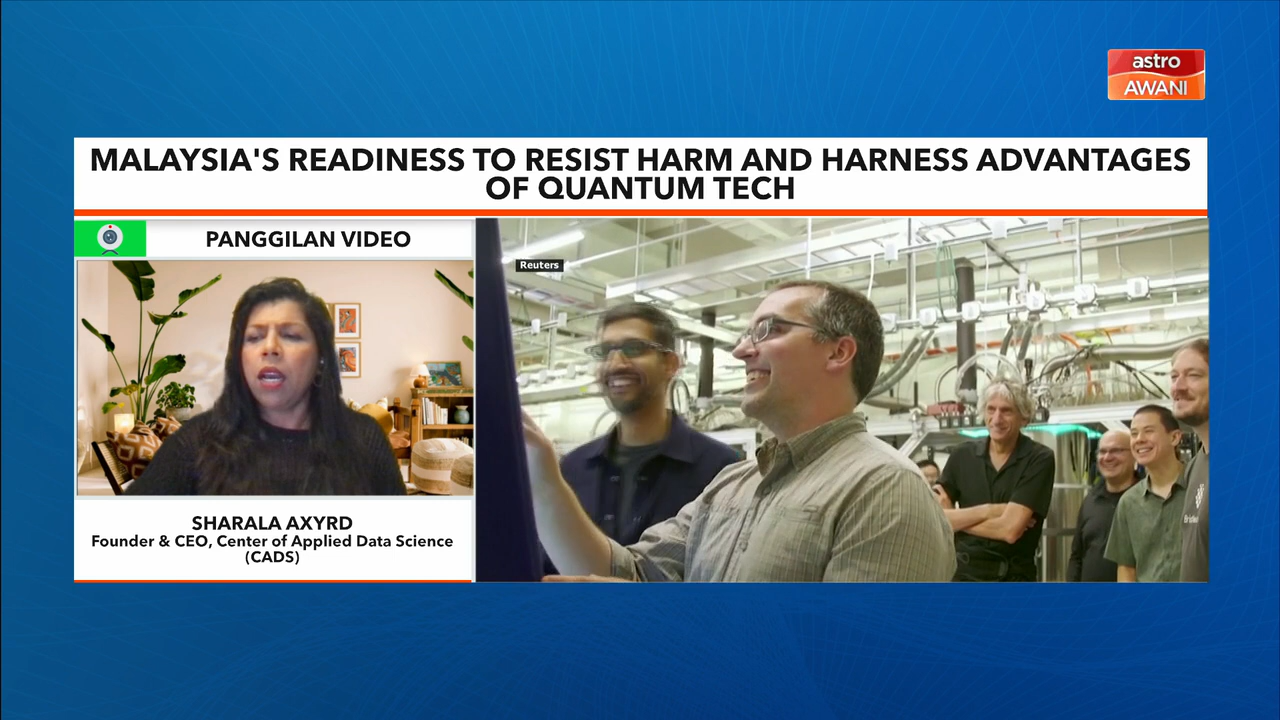 astro
AWANI
MALAYSIA'S READINESS TO RESIST HARM AND HARNESS ADVANTAGES
OF QUANTUM TECH
PANGGILAN VIDEO
Reuters
SHARALA AXYRD
Founder & CEO, Center of Applied Data Science
(CADS)